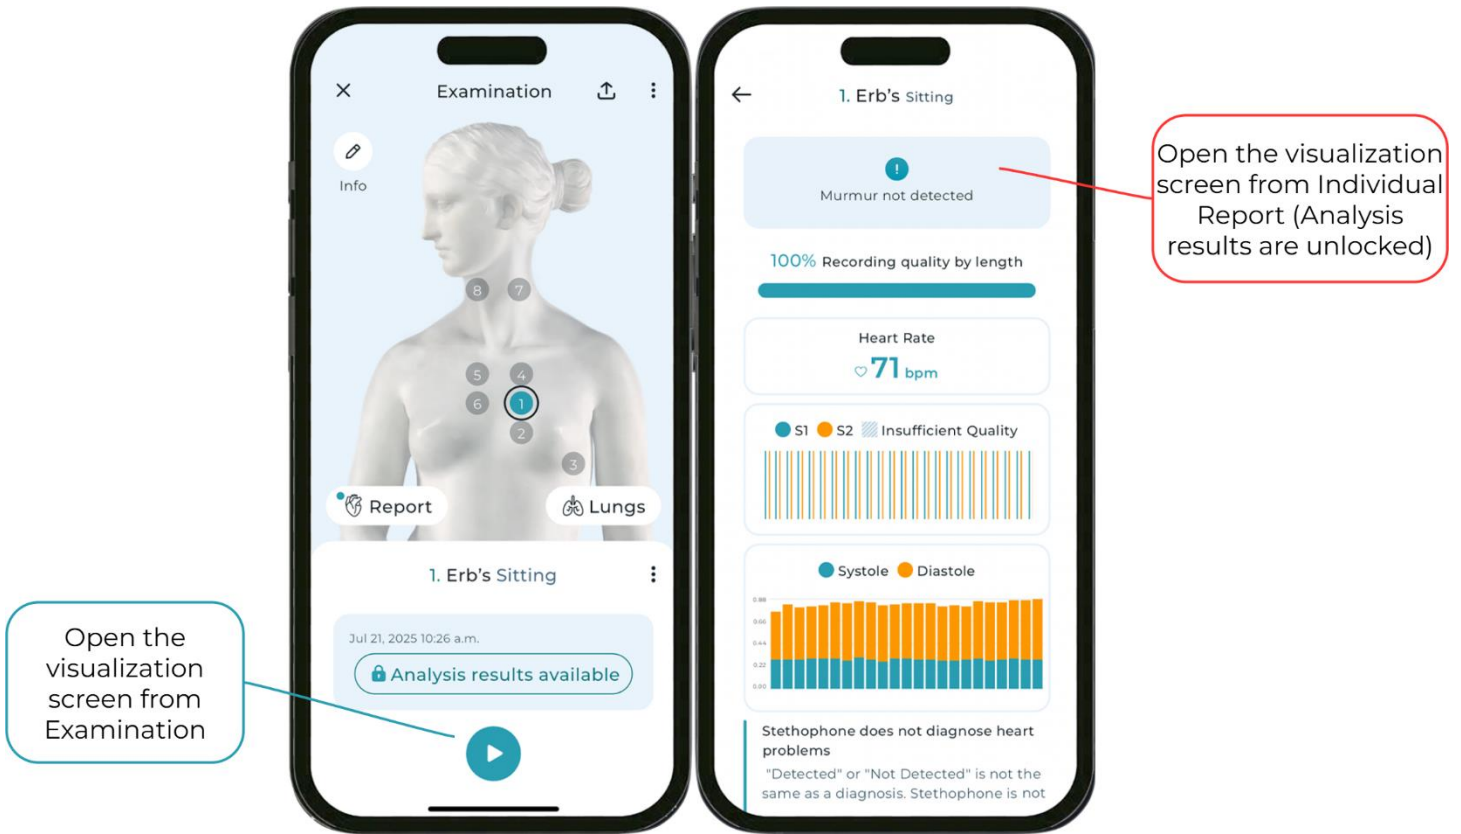 Examination
Info
8
7
5
4
6
1
2
3
Report
Lungs
1. Erb's Sitting
Jul 21, 2025 10:26 a.m.
Analysis results available
Open the
visualization
screen from
Examination
1. Erb's Sitting
!
Murmur not detected
100% Recording quality by length
Heart Rate
71 bpm
S1 S2 Insufficient Quality
Systole Diastole
0.88
0.66
0.44
0.22
0.00
Stethophone does not diagnose heart
problems
"Detected" or "Not Detected" is not the
same as a diagnosis. Stethophone is not
Open the visualization
screen from Individual
Report (Analysis
results are unlocked)